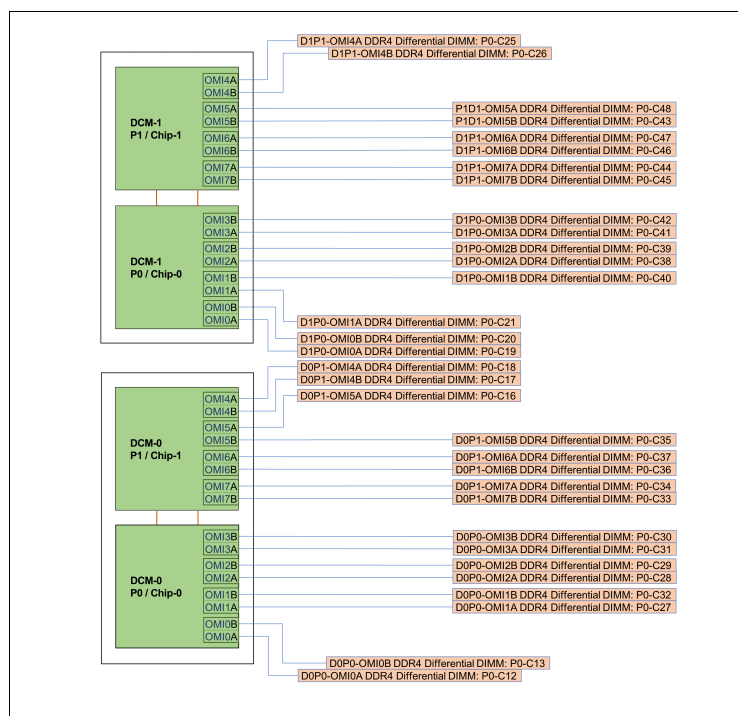 D1P1-OMI4A DDR4 Differential DIMM: P0-C25
D1P1-OMI4B DDR4 Differential DIMM: P0-C26
DCM-1
P1 / Chip-1
OMI4A
OMI4B
OMI5A
OMI5B
OMI6A
OMI6B
OMI7A
OMI7B
P1D1-OMI5A DDR4 Differential DIMM: P0-C48
P1D1-OMI5B DDR4 Differential DIMM: P0-C43
D1P1-OMI6A DDR4 Differential DIMM: P0-C47
D1P1-OMI6B DDR4 Differential DIMM: P0-C46
D1P1-OMI7A DDR4 Differential DIMM: P0-C44
D1P1-OMI7B DDR4 Differential DIMM: P0-C45
DCM-1
P0 / Chip-0
OMI3B
OMI3A
OMI2B
OMI2A
OMI1B
OMI1A
OMI0B
OMI0A
D1P0-OMI3B DDR4 Differential DIMM: P0-C42
D1P0-OMI3A DDR4 Differential DIMM: P0-C41
D1P0-OMI2B DDR4 Differential DIMM: P0-C39
D1P0-OMI2A DDR4 Differential DIMM: P0-C38
D1P0-OMI1B DDR4 Differential DIMM: P0-C40
D1P0-OMI1A DDR4 Differential DIMM: P0-C21
D1P0-OMI0B DDR4 Differential DIMM: P0-C20
D1P0-OMI0A DDR4 Differential DIMM: P0-C19
D0P1-OMI4A DDR4 Differential DIMM: P0-C18
D0P1-OMI4B DDR4 Differential DIMM: P0-C17
D0P1-OMI5A DDR4 Differential DIMM: P0-C16
DCM-0
P1 / Chip-1
OMI4A
OMI4B
OMI5A
OMI5B
OMI6A
OMI6B
OMI7A
OMI7B
D0P1-OMI5B DDR4 Differential DIMM: P0-C35
D0P1-OMI6A DDR4 Differential DIMM: P0-C37
D0P1-OMI6B DDR4 Differential DIMM: P0-C36
D0P1-OMI7A DDR4 Differential DIMM: P0-C34
D0P1-OMI7B DDR4 Differential DIMM: P0-C33
DCM-0
P0 / Chip-0
OMI3B
OMI3A
OMI2B
OMI2A
OMI1B
OMI1A
OMI0B
OMI0A
D0P0-OMI3B DDR4 Differential DIMM: P0-C30
D0P0-OMI3A DDR4 Differential DIMM: P0-C31
D0P0-OMI2B DDR4 Differential DIMM: P0-C29
D0P0-OMI2A DDR4 Differential DIMM: P0-C28
D0P0-OMI1B DDR4 Differential DIMM: P0-C32
D0P0-OMI1A DDR4 Differential DIMM: P0-C27
D0P0-OMI0B DDR4 Differential DIMM: P0-C13
D0P0-OMI0A DDR4 Differential DIMM: P0-C12